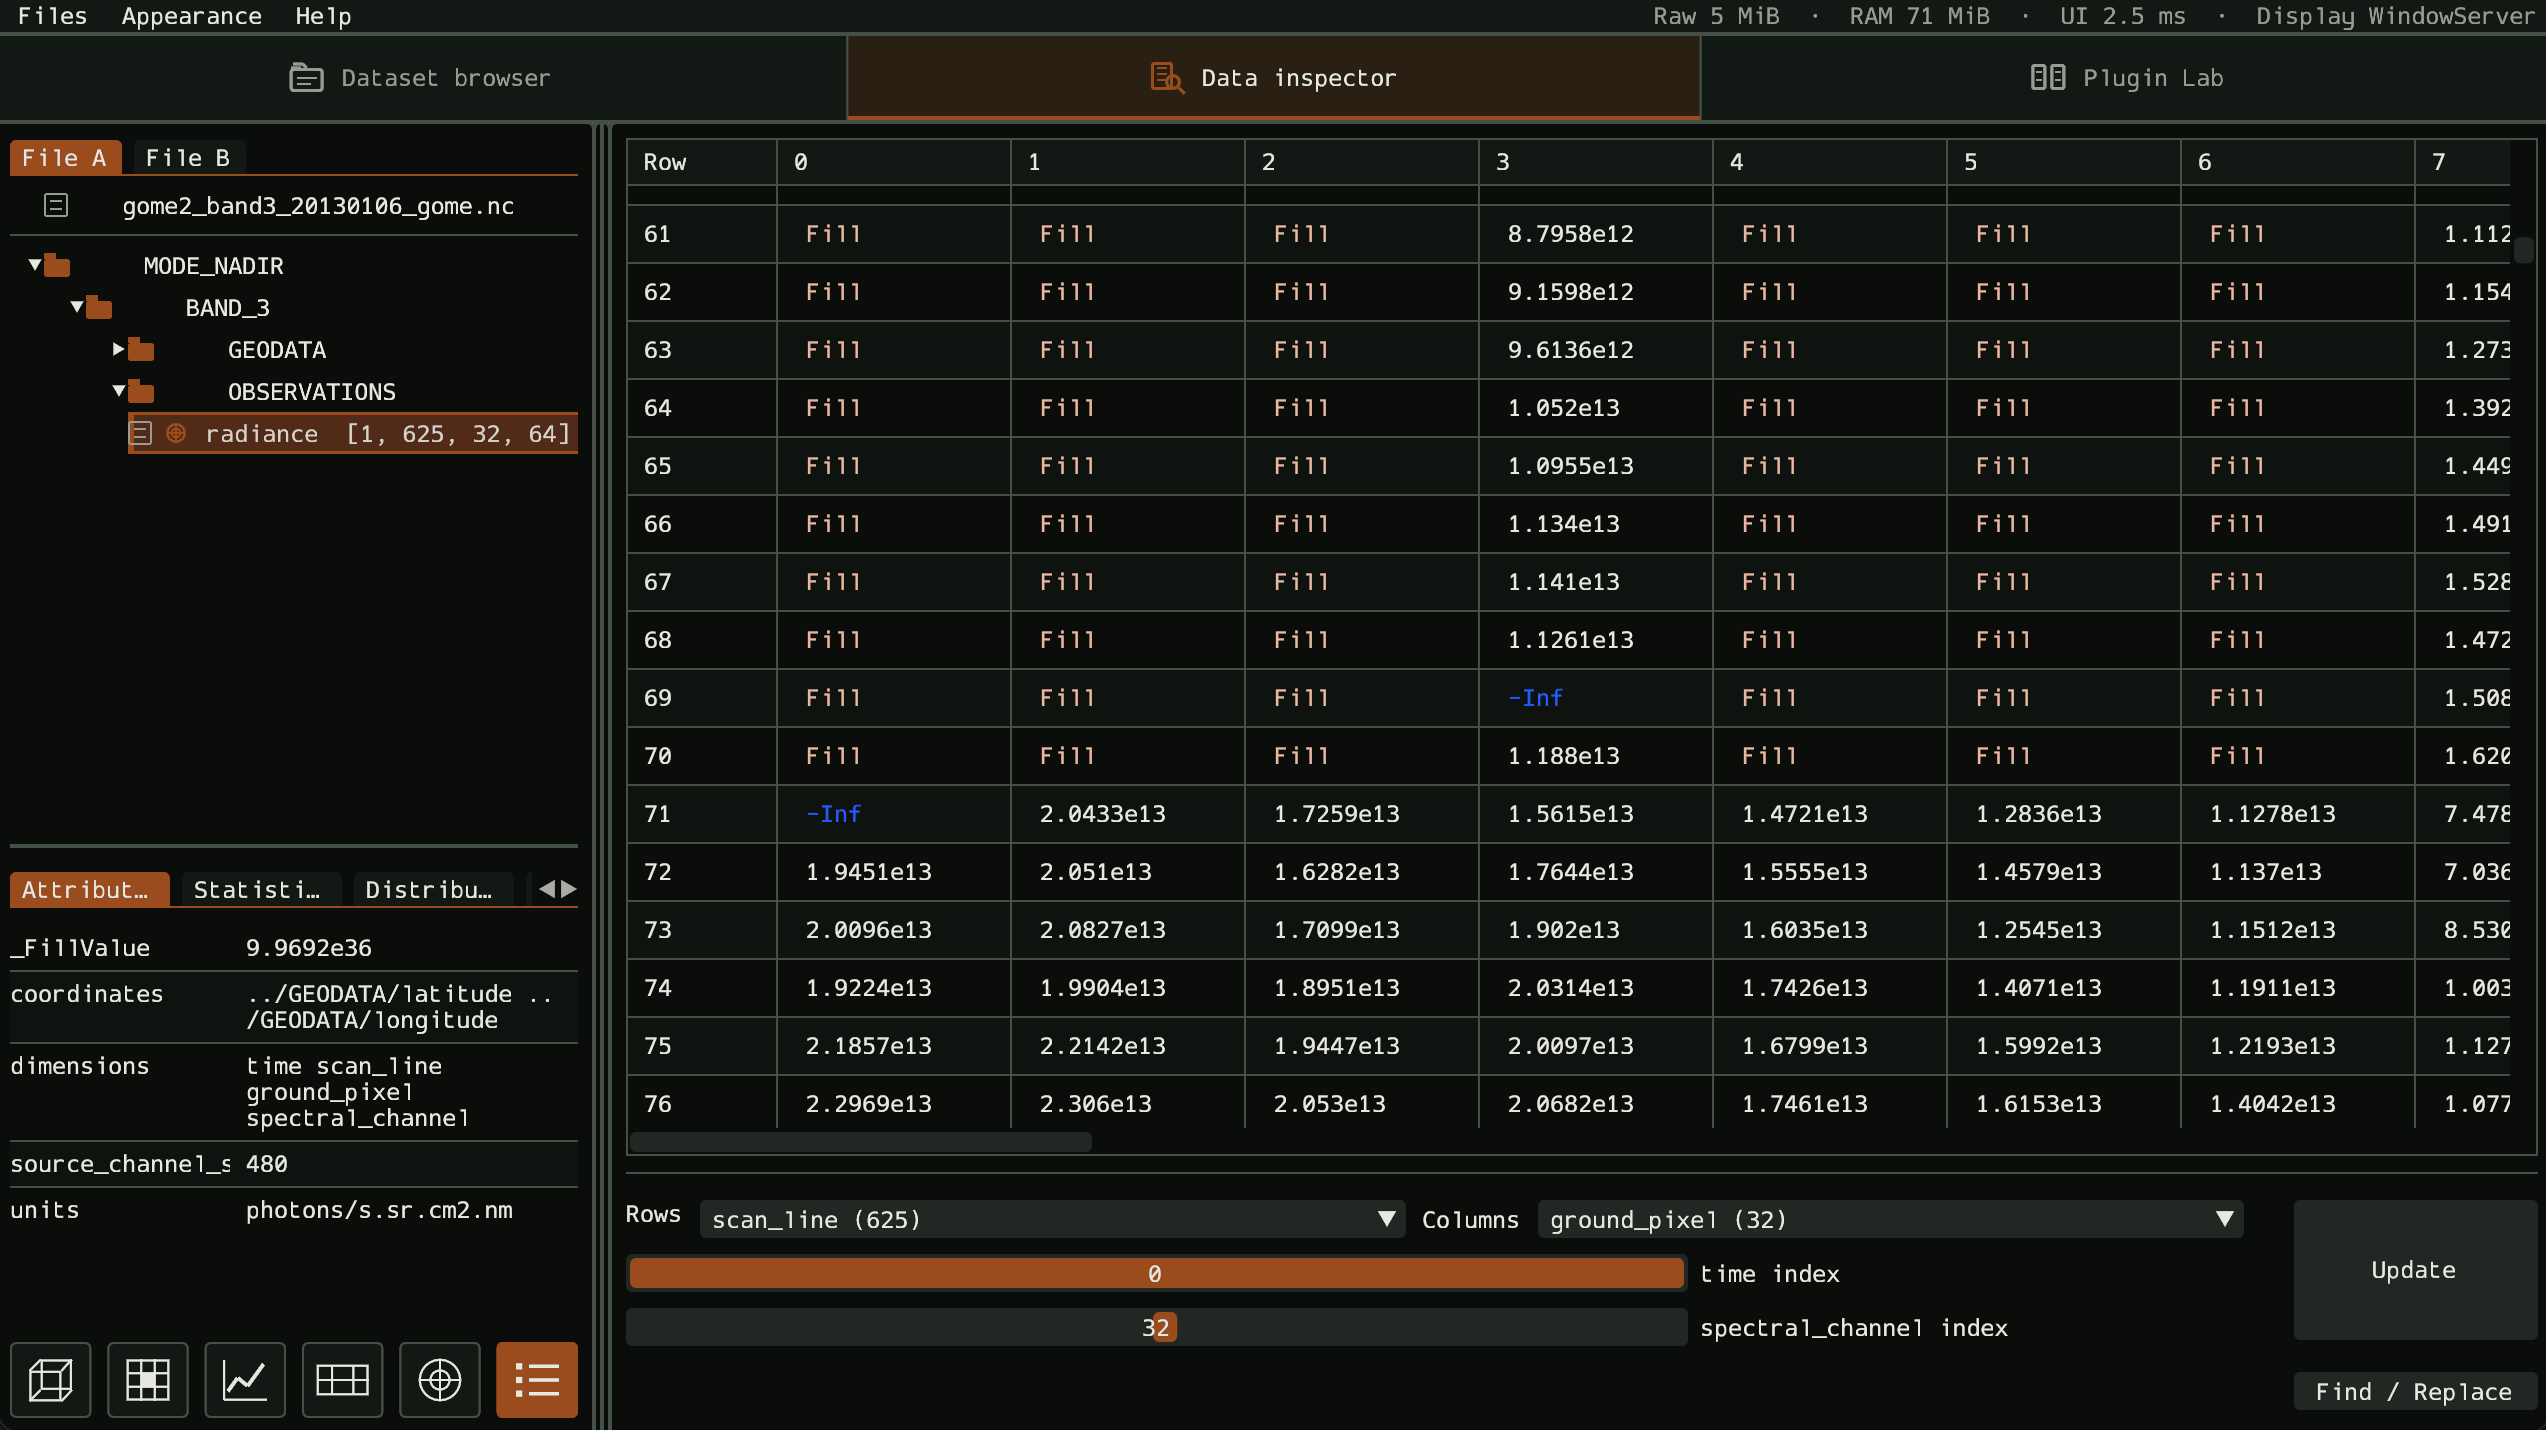 Files Appearance Help Raw 5 MiB · RAM 71 MiB · UI 2.5 ms · Display WindowServer
Dataset browser Data inspector Plugin Lab
File A File B
gome2_band3_20130106_gome.nc
MODE_NADIR
BAND_3
GEODATA
OBSERVATIONS
radiance [1, 625, 32, 64]
Attribut… Statisti… Distribu…
_FillValue 9.9692e36
coordinates ../GEODATA/latitude ..
/GEODATA/longitude
dimensions time scan_line
ground_pixel
spectral_channel
source_channel_s 480
units photons/s.sr.cm2.nm
Row 0 1 2 3 4 5 6 7
61 Fill Fill Fill 8.7958e12 Fill Fill Fill 1.112
62 Fill Fill Fill 9.1598e12 Fill Fill Fill 1.154
63 Fill Fill Fill 9.6136e12 Fill Fill Fill 1.273
64 Fill Fill Fill 1.052e13 Fill Fill Fill 1.392
65 Fill Fill Fill 1.0955e13 Fill Fill Fill 1.449
66 Fill Fill Fill 1.134e13 Fill Fill Fill 1.491
67 Fill Fill Fill 1.141e13 Fill Fill Fill 1.528
68 Fill Fill Fill 1.1261e13 Fill Fill Fill 1.472
69 Fill Fill Fill -Inf Fill Fill Fill 1.508
70 Fill Fill Fill 1.188e13 Fill Fill Fill 1.620
71 -Inf 2.0433e13 1.7259e13 1.5615e13 1.4721e13 1.2836e13 1.1278e13 7.478
72 1.9451e13 2.051e13 1.6282e13 1.7644e13 1.5555e13 1.4579e13 1.137e13 7.036
73 2.0096e13 2.0827e13 1.7099e13 1.902e13 1.6035e13 1.2545e13 1.1512e13 8.530
74 1.9224e13 1.9904e13 1.8951e13 2.0314e13 1.7426e13 1.4071e13 1.1911e13 1.003
75 2.1857e13 2.2142e13 1.9447e13 2.0097e13 1.6799e13 1.5992e13 1.2193e13 1.127
76 2.2969e13 2.306e13 2.053e13 2.0682e13 1.7461e13 1.6153e13 1.4042e13 1.077
Rows scan_line (625) Columns ground_pixel (32)
0 time index
32 spectral_channel index
Update
Find / Replace